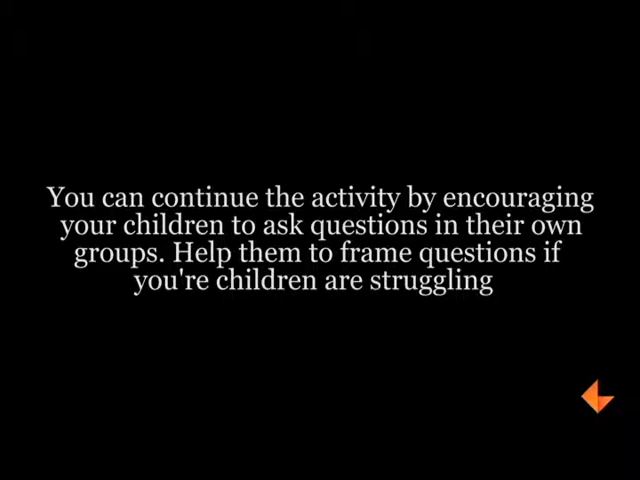 You can continue the activity by encouraging
your children to ask questions in their own
groups. Help them to frame questions if
you're children are struggling